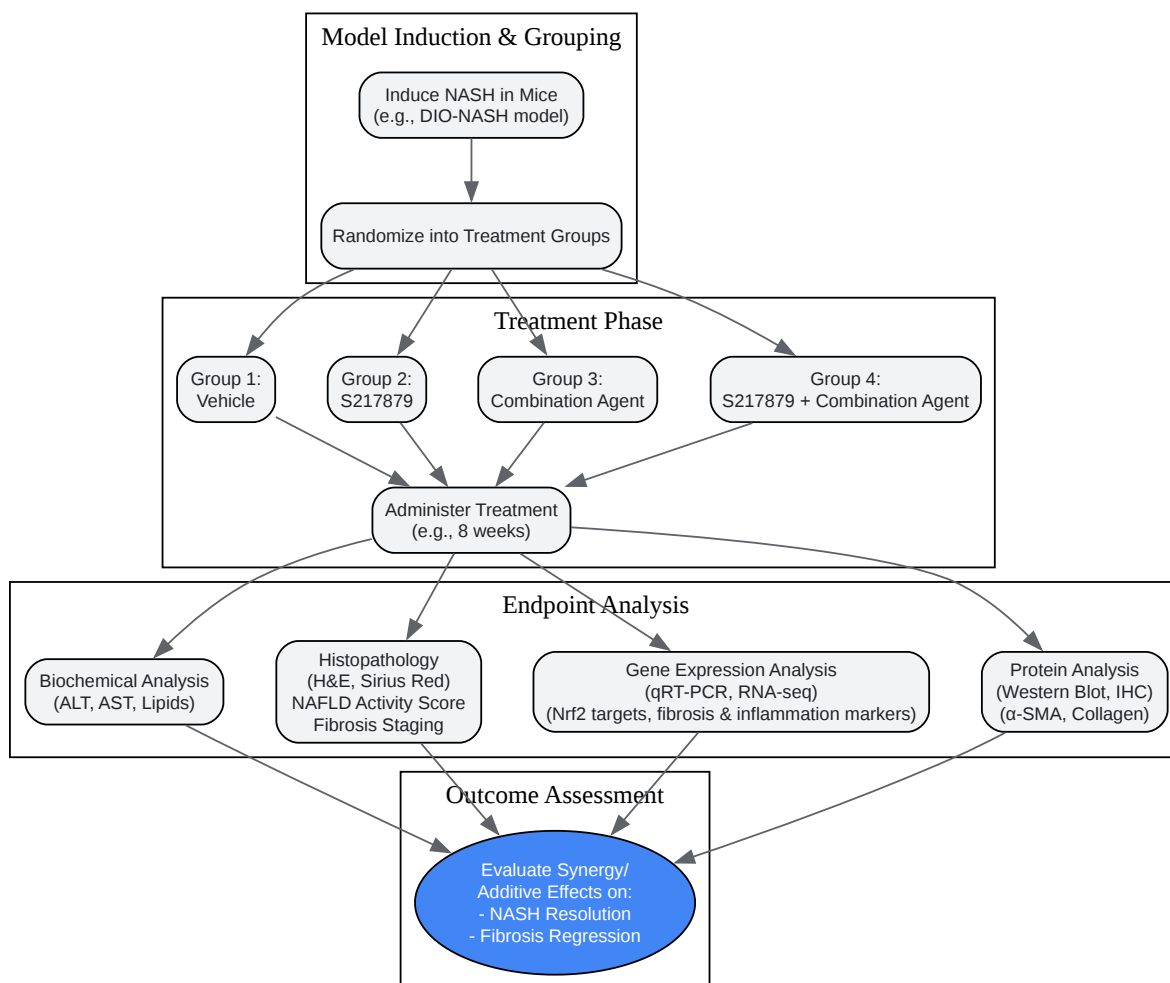 Model Induction & Grouping
Induce NASH in Mice
(e.g., DIO-NASH model)
Randomize into Treatment Groups
Treatment Phase
Group 1:
Vehicle
Group 2:
S217879
Group 3:
Combination Agent
Group 4:
S217879 + Combination Agent
Administer Treatment
(e.g., 8 weeks)
Endpoint Analysis
Biochemical Analysis
(ALT, AST, Lipids)
Histopathology
(H&E, Sirius Red)
NAFLD Activity Score
Fibrosis Staging
Gene Expression Analysis
(qRT-PCR, RNA-seq)
(Nrf2 targets, fibrosis & inflammation markers)
Protein Analysis
(Western Blot, IHC)
(α-SMA, Collagen)
Outcome Assessment
Evaluate Synergy/
Additive Effects on:
- NASH Resolution
- Fibrosis Regression